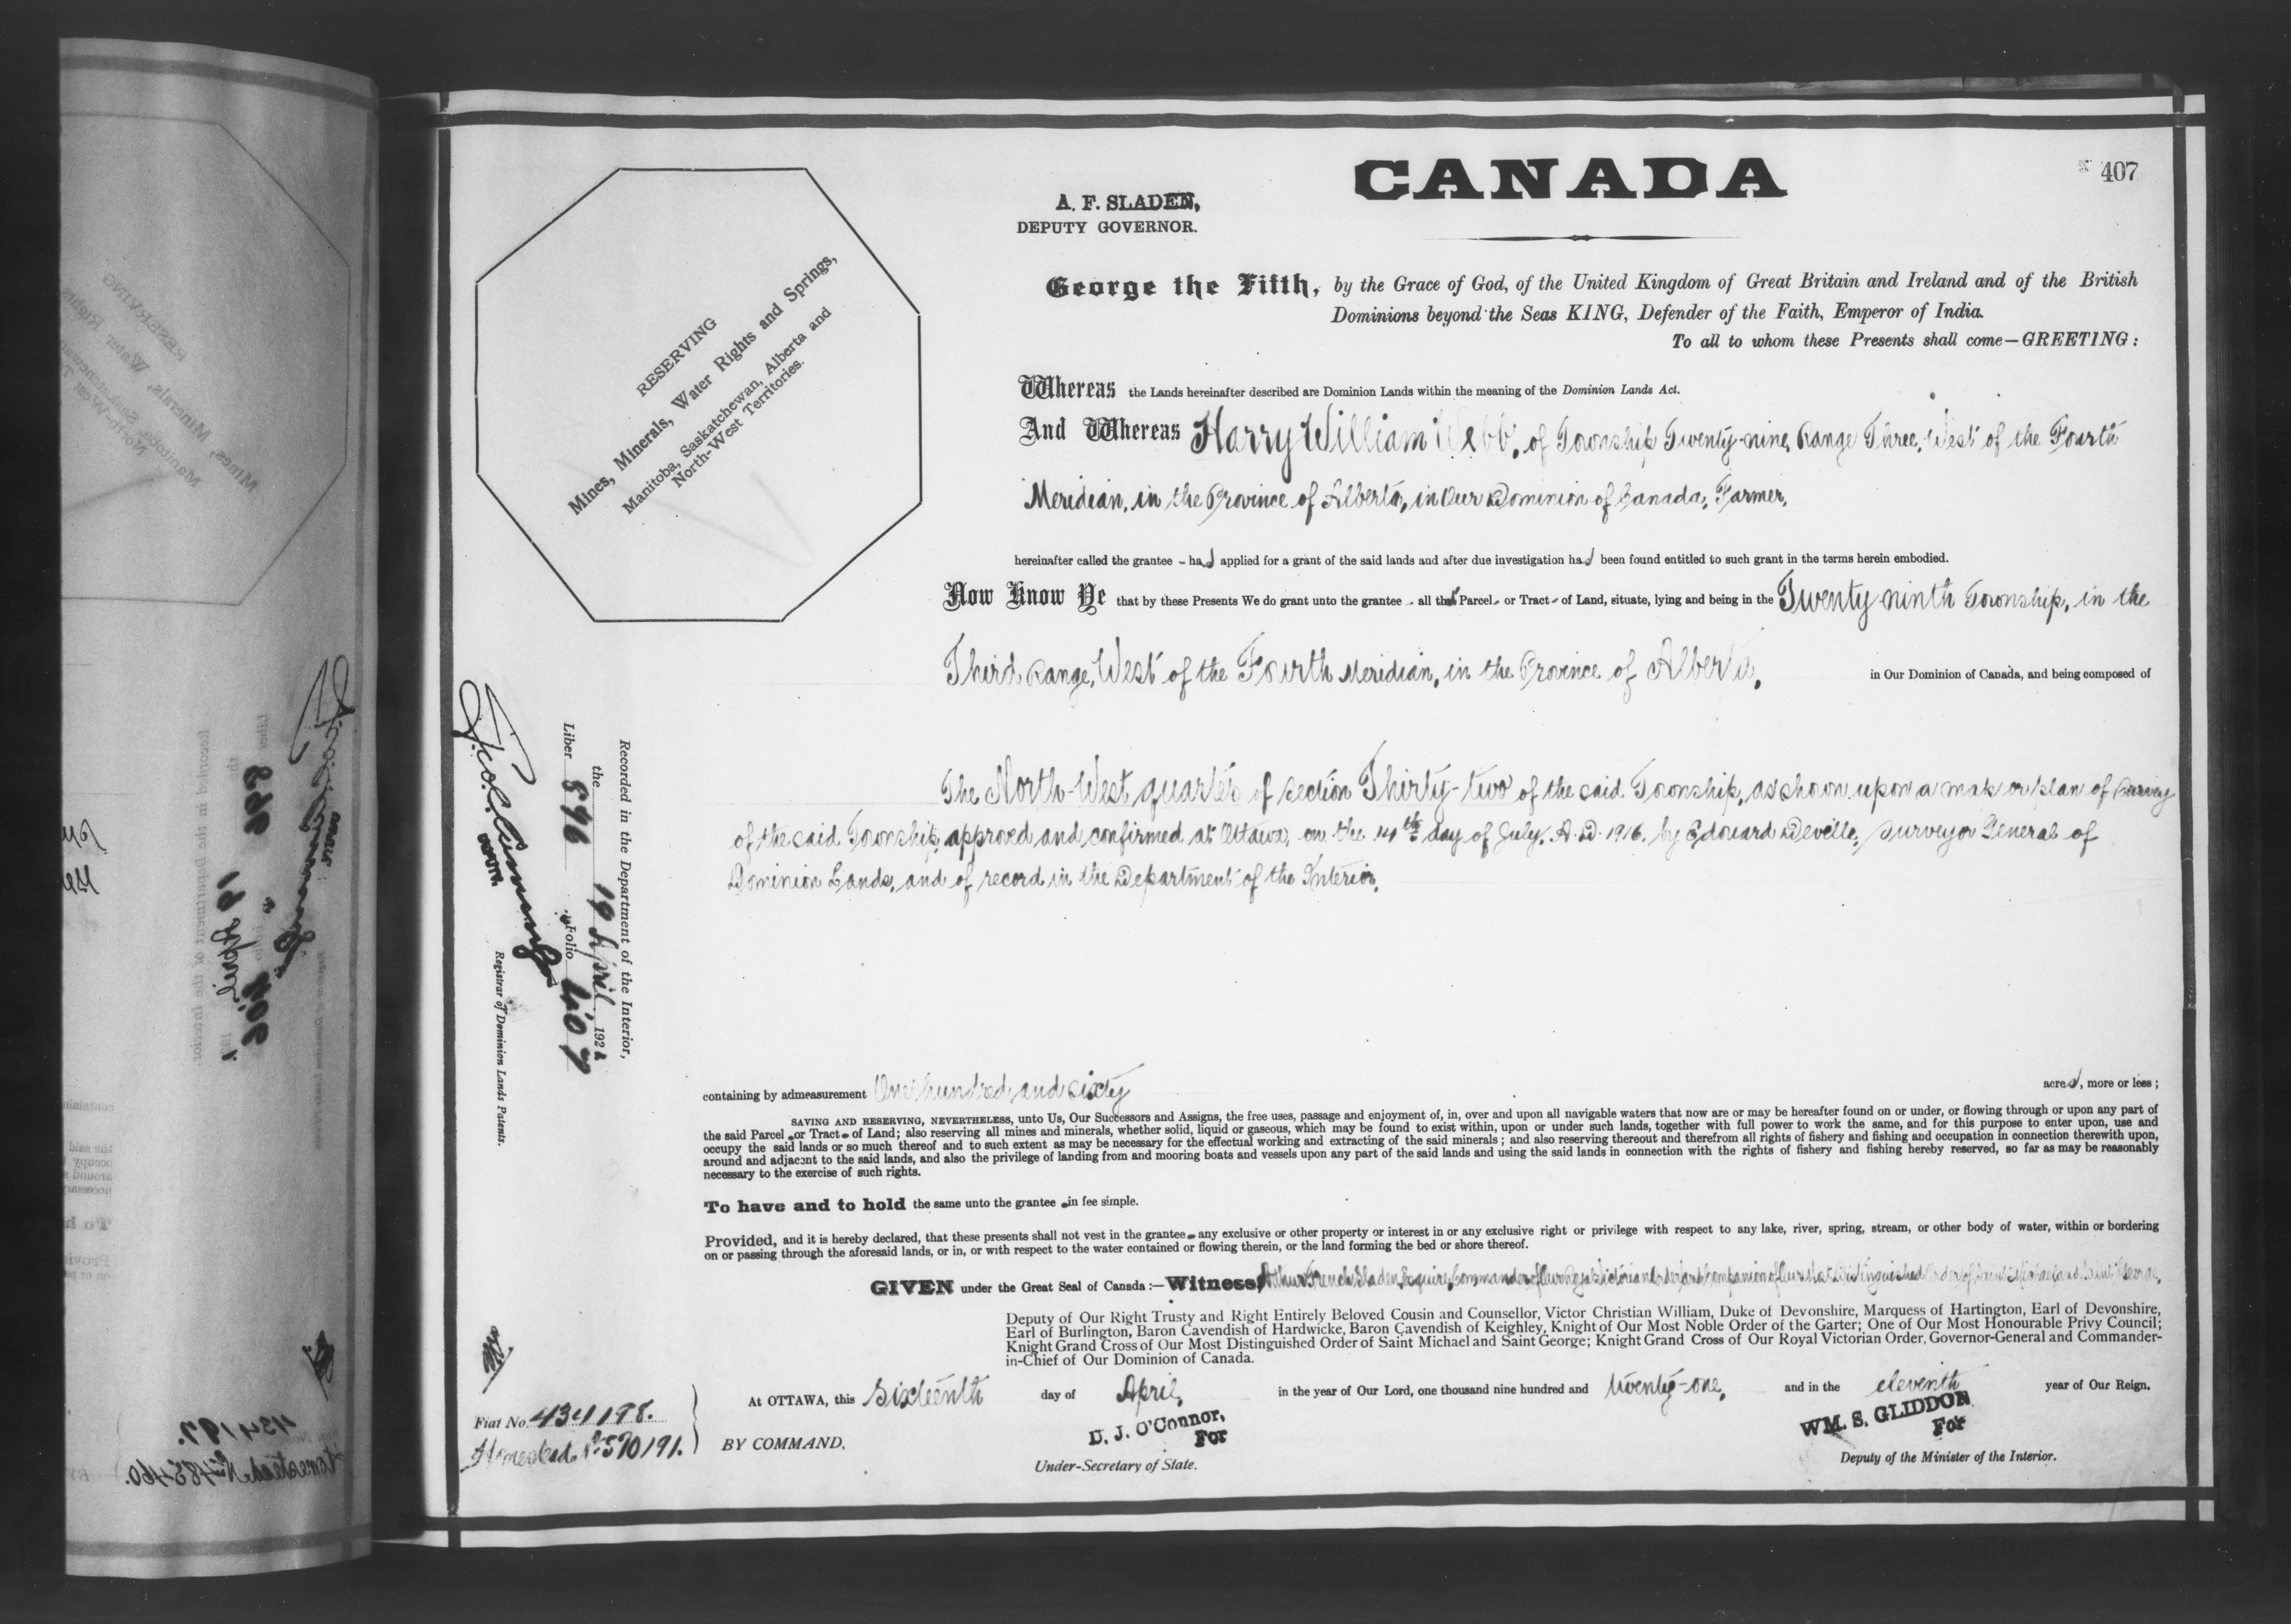 CANADA
407
A. F. SLADEN,
DEPUTY GOVERNOR.
George the Fifth, by the Grace of God, of the United Kingdom of Great Britain and Ireland and of the British
Dominions beyond the Seas KING, Defender of the Faith, Emperor of India.
To all to whom these Presents shall come—GREETING:
RESERVING
Mines, Minerals, Water Rights and Springs,
Manitoba, Saskatchewan, Alberta and
North-West Territories.
Whereas the Lands hereinafter described are Dominion Lands within the meaning of the Dominion Lands Act.
And Whereas Harry William Webb, of Township Twenty-nine, Range Three, West of the Fourth
Meridian, in the Province of Alberta, in Our Dominion of Canada, Farmer,
hereinafter called the grantee - has applied for a grant of the said lands and after due investigation has been found entitled to such grant in the terms herein embodied.
Now Know Ye that by these Presents We do grant unto the grantee - all that Parcel - or Tract - of Land, situate, lying and being in the Twenty-ninth Township, in the
Third Range, West of the Fourth Meridian, in the Province of Alberta, in Our Dominion of Canada, and being composed of
The North-West quarter of Section Thirty-two of the said Township, as shown upon a map or plan of survey
of the said Township, approved and confirmed at Ottawa, on the 14th day of July, A.D. 1916, by Edouard Deville, Surveyor General of
Dominion Lands, and of record in the Department of the Interior,
Recorded in the Department of the Interior,
the 19 April 1921
Liber 596 Folio 407
Registrar of Dominion Lands Patents.
containing by admeasurement One hundred and sixty acres, more or less;
SAVING AND RESERVING, NEVERTHELESS, unto Us, Our Successors and Assigns, the free uses, passage and enjoyment of, in, over and upon all navigable waters that now are or may be hereafter found on or under, or flowing through or upon any part of
the said Parcel - or Tract - of Land; also reserving all mines and minerals, whether solid, liquid or gaseous, which may be found to exist within, upon or under such lands, together with full power to work the same, and for this purpose to enter upon, use and
occupy the said lands or so much thereof and to such extent as may be necessary for the effectual working and extracting of the said minerals; and also reserving thereout and therefrom all rights of fishery and fishing and occupation in connection therewith upon,
around and adjacent to the said lands, and also the privilege of landing from and mooring boats and vessels upon any part of the said lands and using the said lands in connection with the rights of fishery and fishing hereby reserved, so far as may be reasonably
necessary to the exercise of such rights.
To have and to hold the same unto the grantee - in fee simple.
Provided, and it is hereby declared, that these presents shall not vest in the grantee - any exclusive or other property or interest in or any exclusive right or privilege with respect to any lake, river, spring, stream, or other body of water, within or bordering
on or passing through the aforesaid lands, or in, or with respect to the water contained or flowing therein, or the land forming the bed or shore thereof.
GIVEN under the Great Seal of Canada:—Witness, Arthur French Sladen, Esquire, Commander of Our Royal Victorian Order, and Companion of Our Most Distinguished Order of Saint Michael and Saint George,
Deputy of Our Right Trusty and Right Entirely Beloved Cousin and Counsellor, Victor Christian William, Duke of Devonshire, Marquess of Hartington, Earl of Devonshire,
Earl of Burlington, Baron Cavendish of Hardwicke, Baron Cavendish of Keighley, Knight of Our Most Noble Order of the Garter; One of Our Most Honourable Privy Council;
Knight Grand Cross of Our Most Distinguished Order of Saint Michael and Saint George; Knight Grand Cross of Our Royal Victorian Order, Governor-General and Commander-
in-Chief of Our Dominion of Canada.
At OTTAWA, this sixteenth day of April, in the year of Our Lord, one thousand nine hundred and twenty-one, and in the eleventh year of Our Reign.
Fiat No. 434198.
Homestead No. 570191.
BY COMMAND,
D. J. O'Connor,
For
Under-Secretary of State.
WM. S. GLIDDON
For
Deputy of the Minister of the Interior.